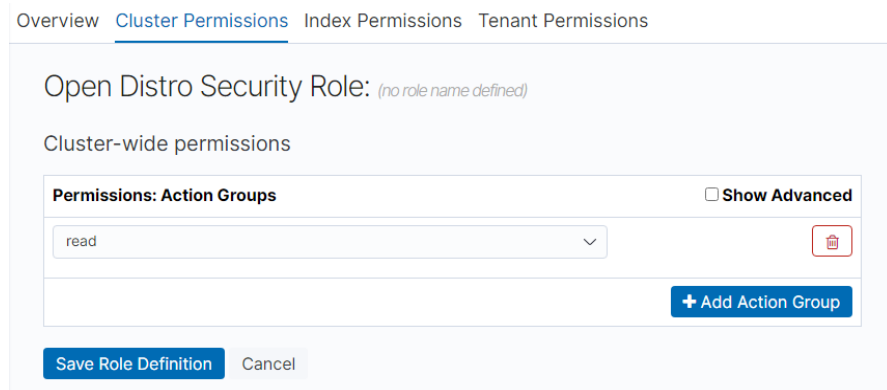 Overview Cluster Permissions Index Permissions Tenant Permissions
Open Distro Security Role: (no role name defined)
Cluster-wide permissions
Permissions: Action Groups Show Advanced
read
+ Add Action Group
Save Role Definition Cancel